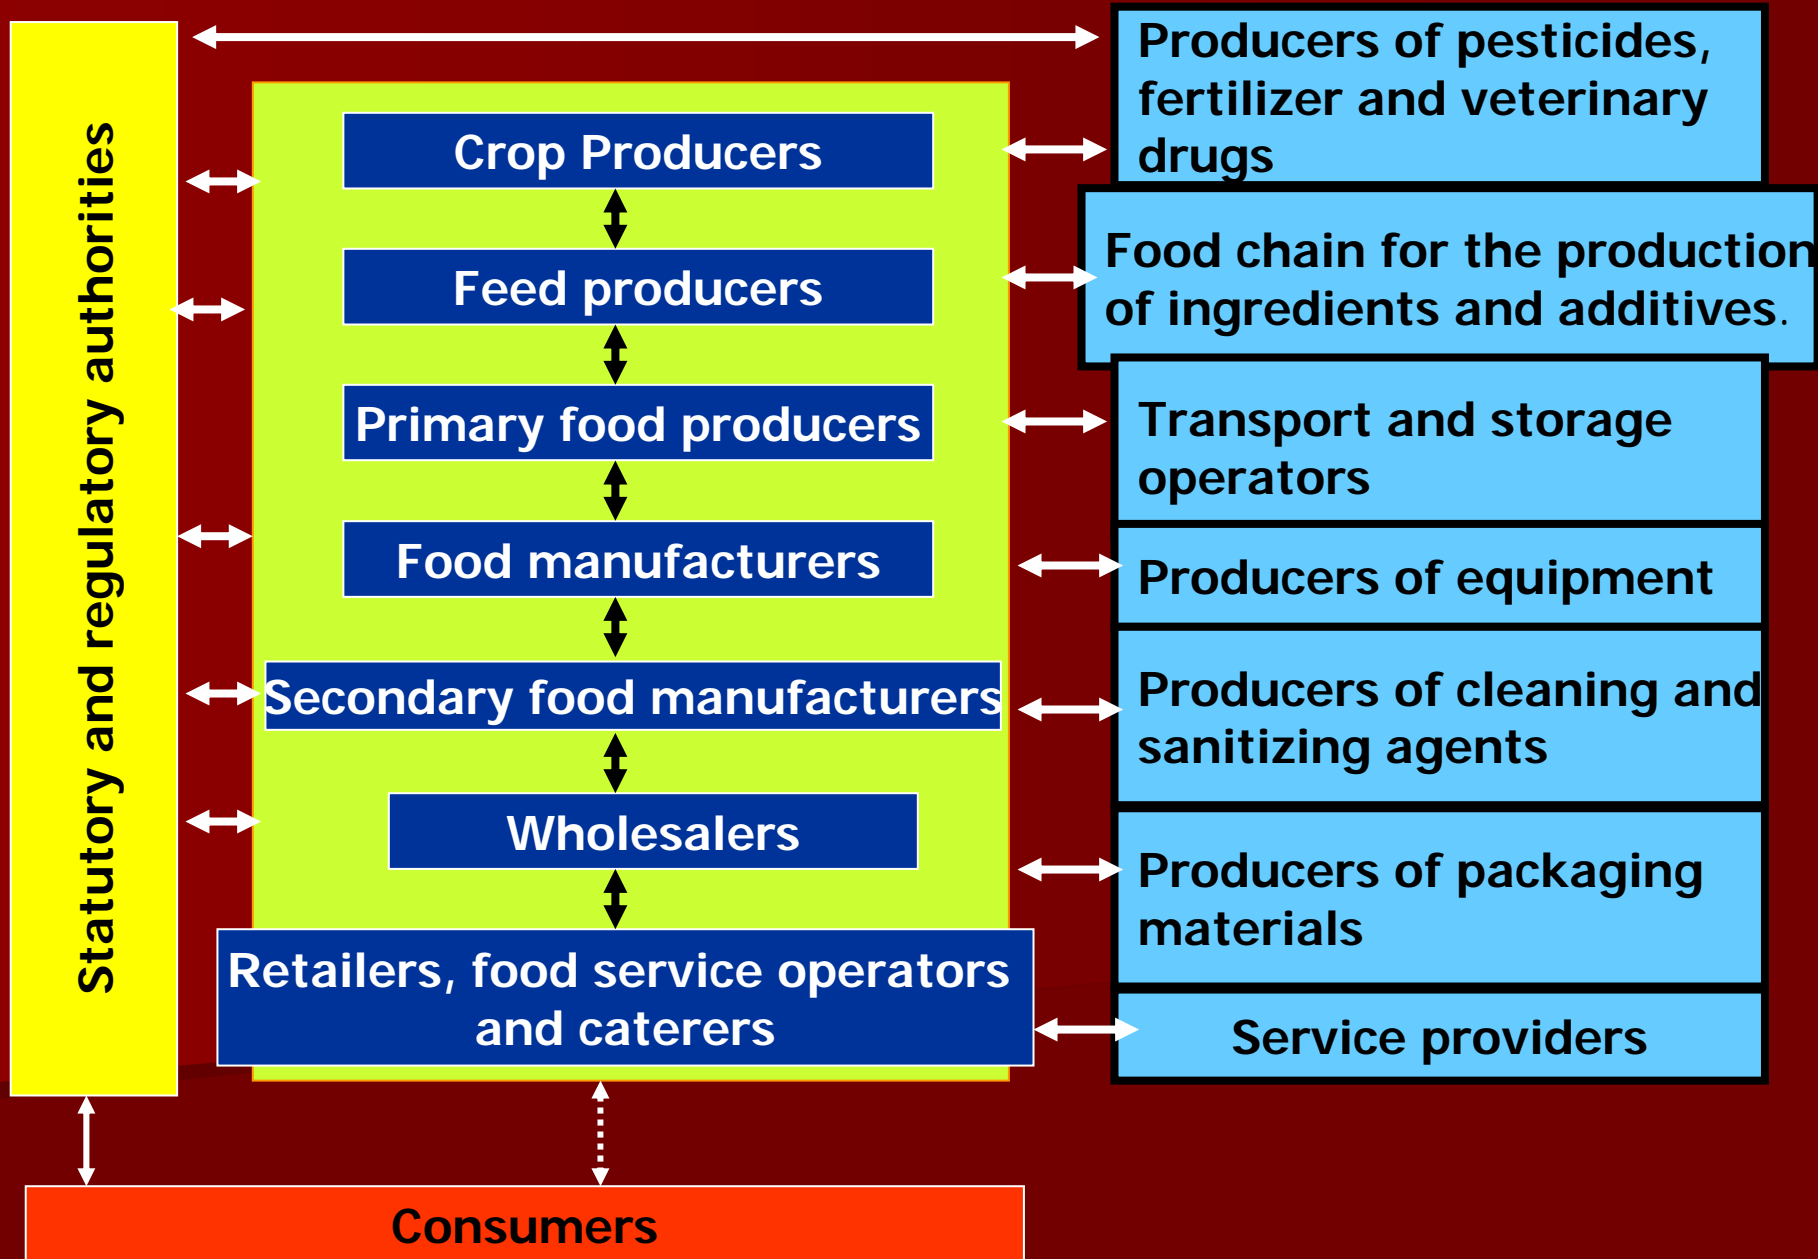 Statutory and regulatory authorities
Crop Producers
Feed producers
Primary food producers
Food manufacturers
Secondary food manufacturers
Wholesalers
Retailers, food service operators
and caterers
Producers of pesticides,
fertilizer and veterinary
drugs
Food chain for the production
of ingredients and additives.
Transport and storage
operators
Producers of equipment
Producers of cleaning and
sanitizing agents
Producers of packaging
materials
Service providers
Consumers